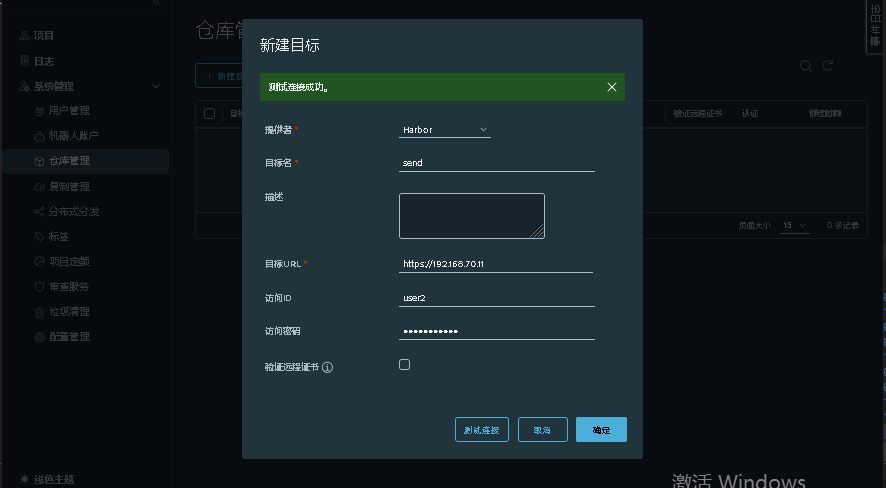 项目
日志
系统管理
用户管理
机器人账户
仓库管理
复制管理
分布式分发
标签
项目定额
审查服务
垃圾清理
配置管理
浅色主题
仓库管
+ 新建目
目标
验证远程证书
认证
创建时间
页面大小 15
0 条记录
新建目标
测试连接成功。
提供者 *
Harbor
目标名 *
send
描述
目标URL *
https://192.168.70.11
访问ID
user2
访问密码
•••••••••••
验证远程证书
测试连接
取消
确定
激活 Windows